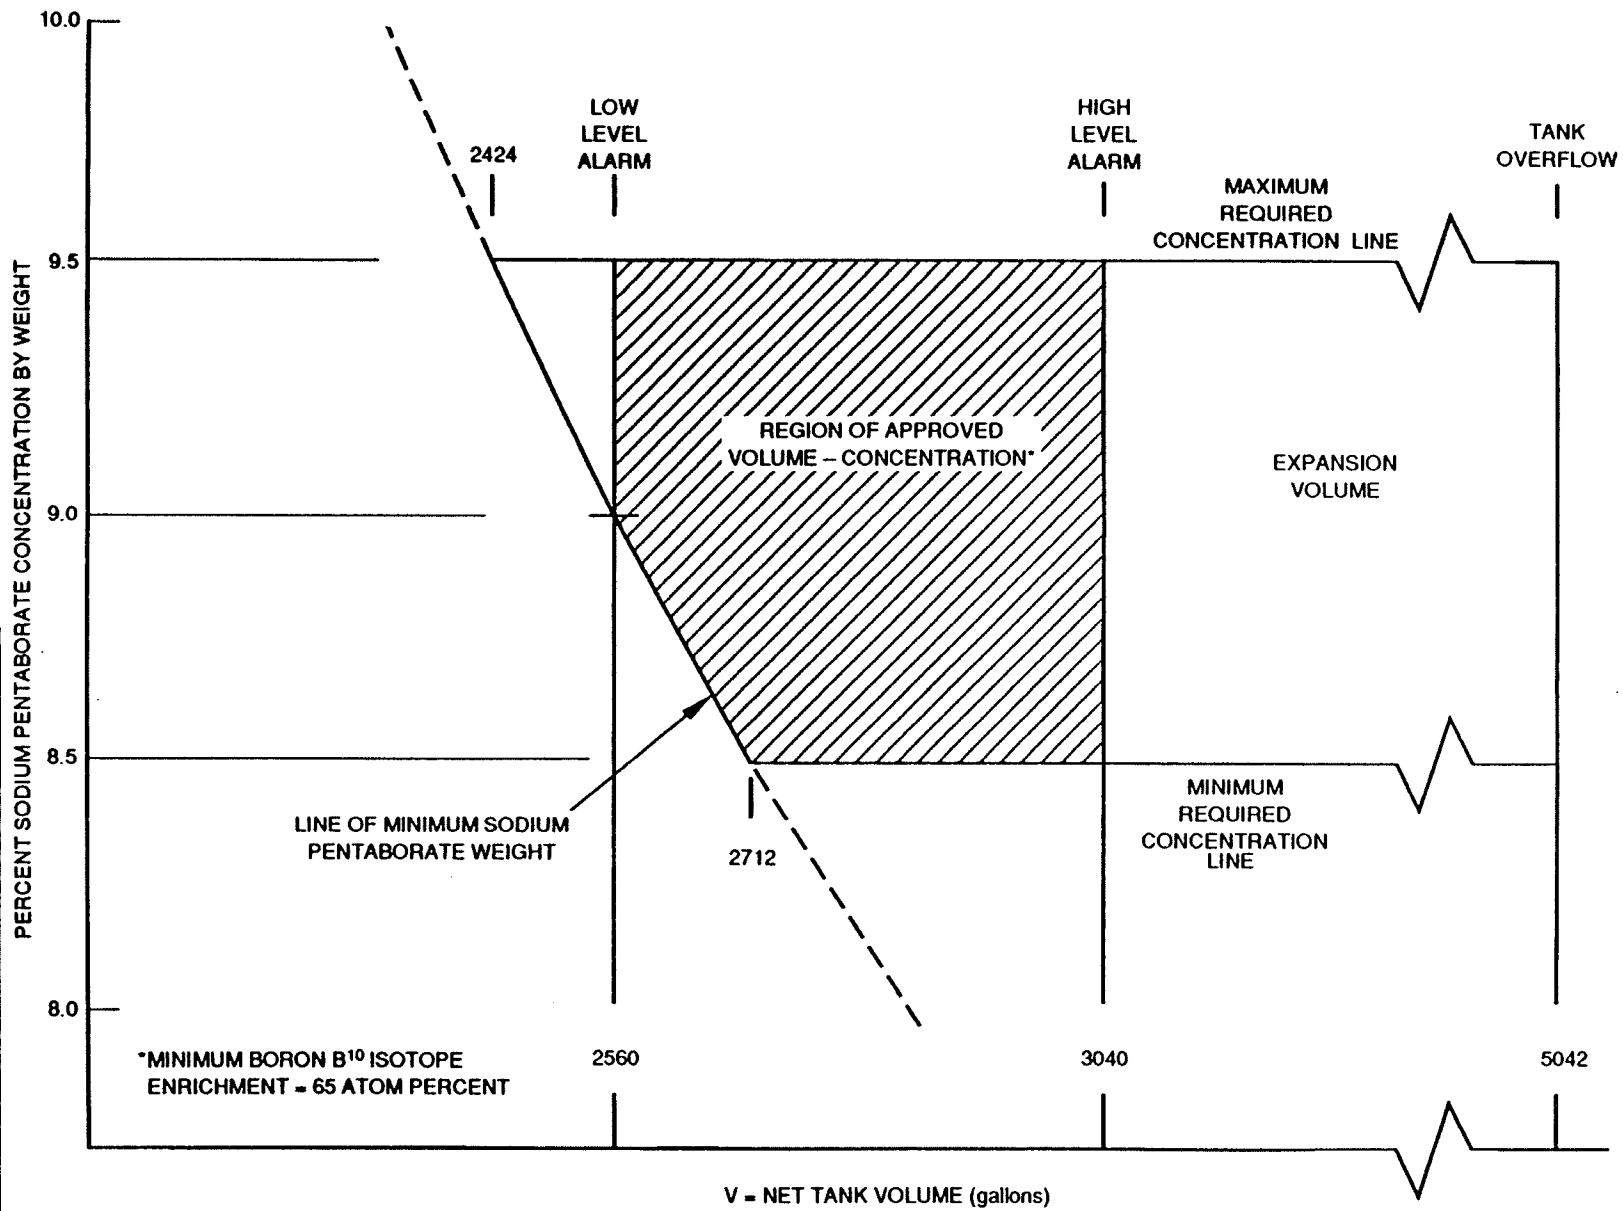 10.0
LOW
LEVEL
ALARM
HIGH
LEVEL
ALARM
TANK
OVERFLOW
2424
MAXIMUM
REQUIRED
CONCENTRATION LINE
9.5
PERCENT SODIUM PENTABORATE CONCENTRATION BY WEIGHT
REGION OF APPROVED
VOLUME – CONCENTRATION*
EXPANSION
VOLUME
9.0
8.5
LINE OF MINIMUM SODIUM
PENTABORATE WEIGHT
2712
MINIMUM
REQUIRED
CONCENTRATION
LINE
8.0
*MINIMUM BORON B¹⁰ ISOTOPE
ENRICHMENT = 65 ATOM PERCENT
2560
3040
5042
V = NET TANK VOLUME (gallons)